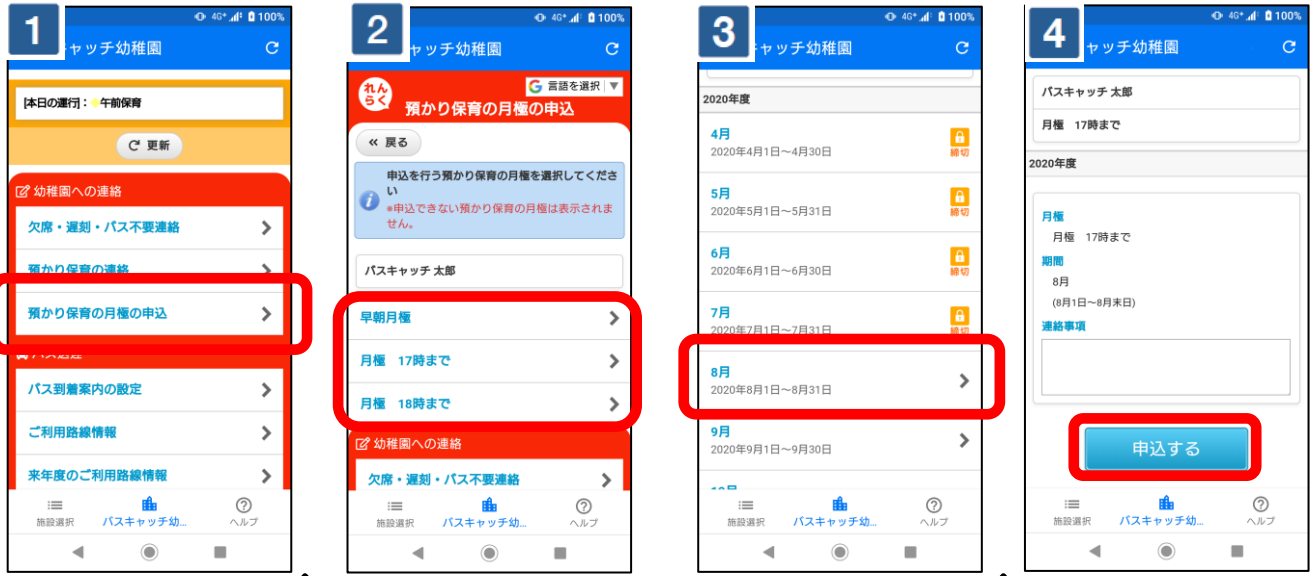 1
4G+ 100%
キャッチ幼稚園
[本日の運行]： 午前保育
更新
幼稚園への連絡
欠席・遅刻・バス不要連絡
預かり保育の連絡
預かり保育の月極の申込
バス到着案内の設定
ご利用路線情報
来年度のご利用路線情報
施設選択 バスキャッチ幼... ヘルプ
2
4G+ 100%
ャッチ幼稚園
れん
らく
G 言語を選択 ▼
預かり保育の月極の申込
« 戻る
申込を行う預かり保育の月極を選択してくださ
い
※申込できない預かり保育の月極は表示されま
せん。
バスキャッチ 太郎
早朝月極
月極 17時まで
月極 18時まで
幼稚園への連絡
欠席・遅刻・バス不要連絡
施設選択 バスキャッチ幼... ヘルプ
3
4G+ 100%
キャッチ幼稚園
2020年度
4月
2020年4月1日～4月30日
締切
5月
2020年5月1日～5月31日
締切
6月
2020年6月1日～6月30日
締切
7月
2020年7月1日～7月31日
締切
8月
2020年8月1日～8月31日
9月
2020年9月1日～9月30日
施設選択 バスキャッチ幼... ヘルプ
4
4G+ 100%
ャッチ幼稚園
バスキャッチ 太郎
月極 17時まで
2020年度
月極
月極 17時まで
期間
8月
(8月1日～8月末日)
連絡事項
申込する
施設選択 バスキャッチ幼... ヘルプ